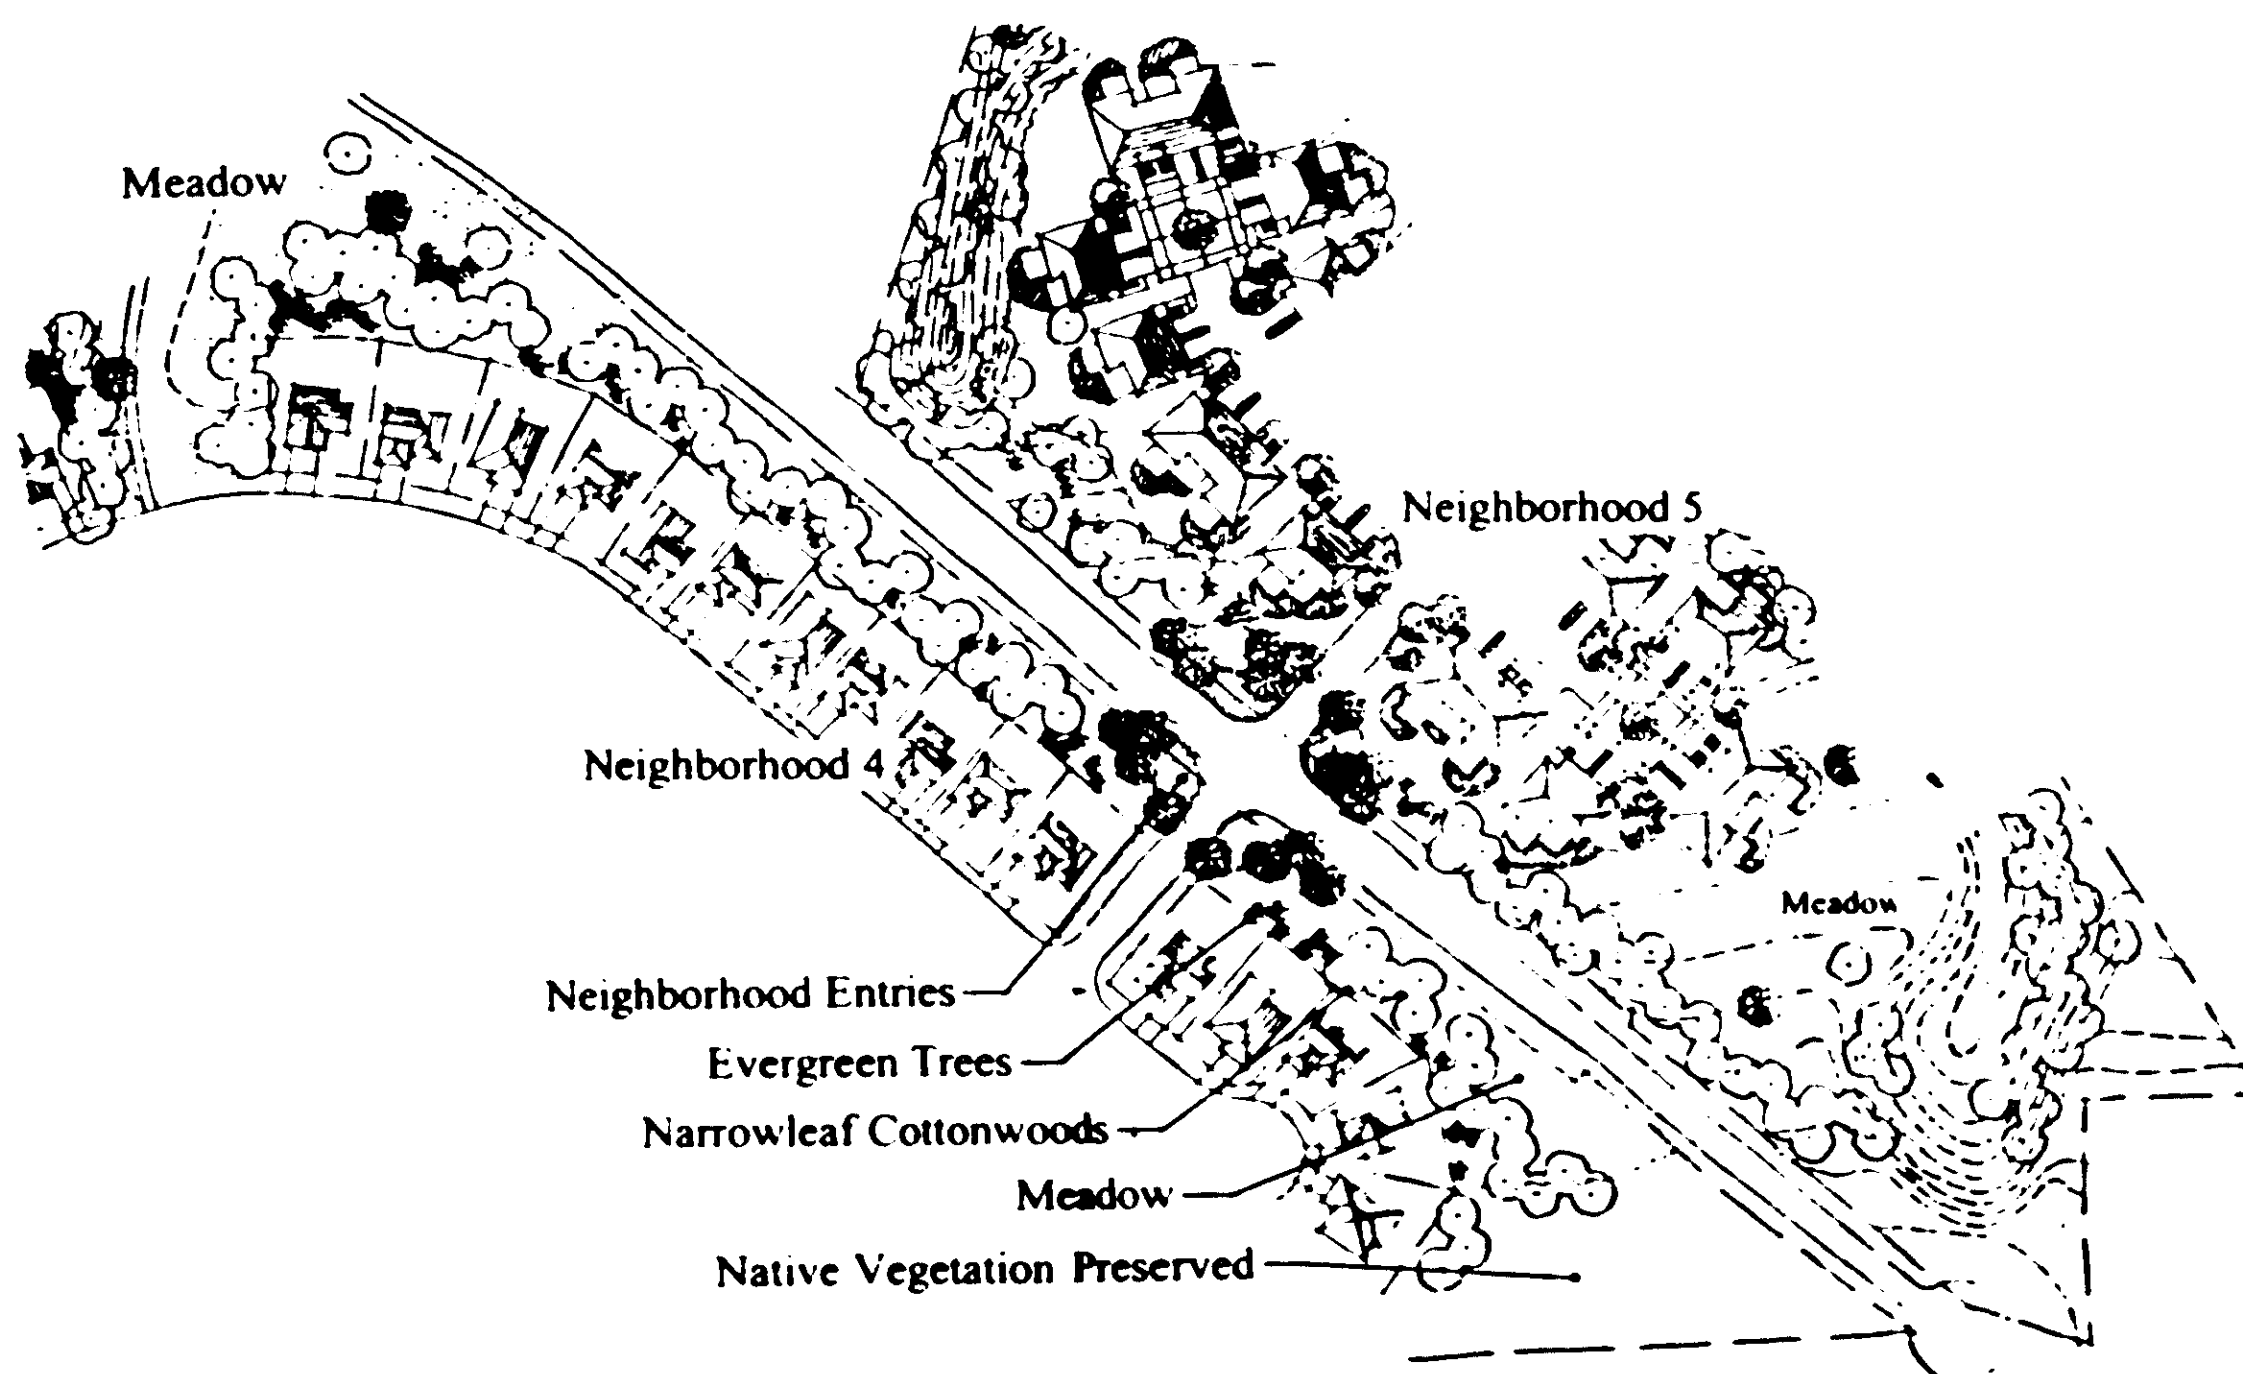 Meadow
Neighborhood 5
Neighborhood 4
Meadow
Neighborhood Entries
Evergreen Trees
Narrowleaf Cottonwoods
Meadow
Native Vegetation Preserved